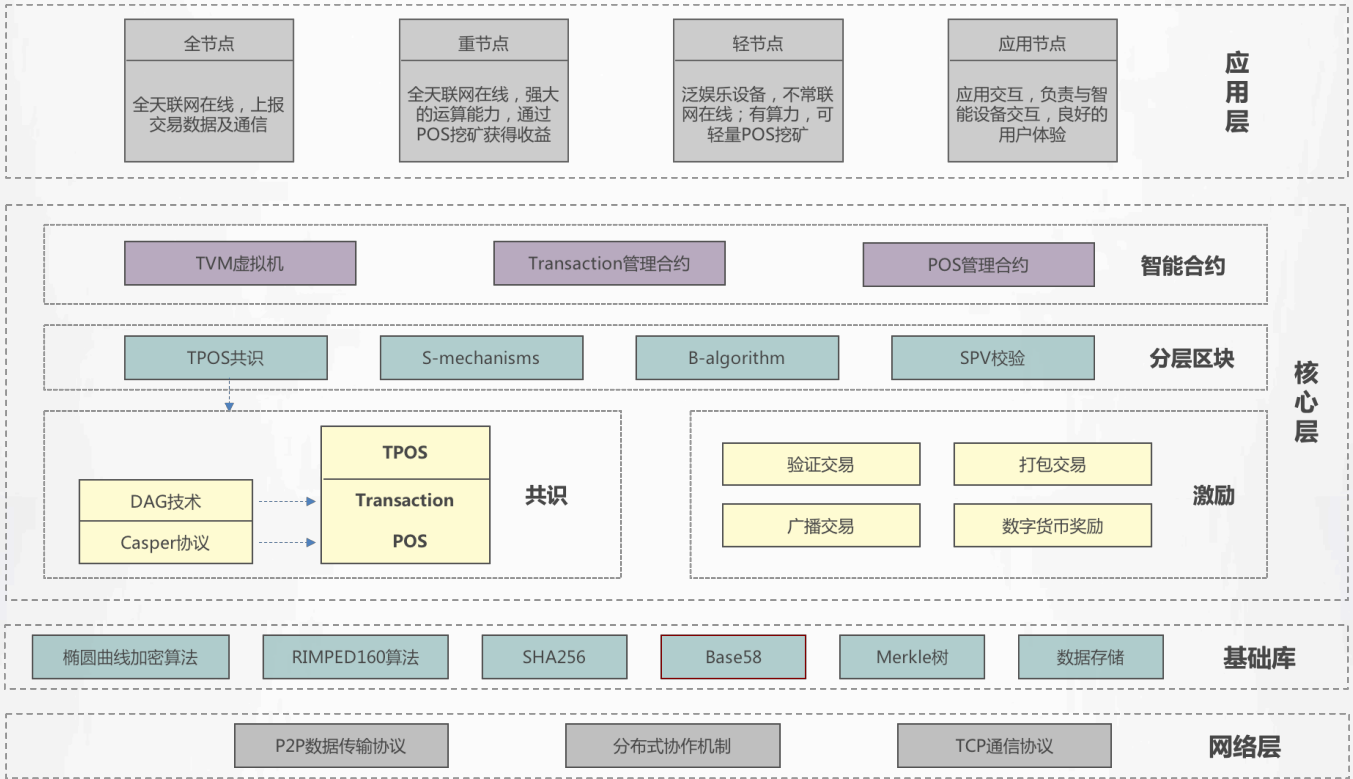 全节点
全天联网在线，上报
交易数据及通信
重节点
全天联网在线，强大
的运算能力，通过
POS挖矿获得收益
轻节点
泛娱乐设备，不常联
网在线；有算力，可
轻量POS挖矿
应用节点
应用交互，负责与智
能设备交互，良好的
用户体验
应用层
TVM虚拟机
Transaction管理合约
POS管理合约
智能合约
TPOS共识
S-mechanisms
B-algorithm
SPV校验
分层区块
核心层
DAG技术
Casper协议
TPOS
Transaction
POS
共识
验证交易
打包交易
广播交易
数字货币奖励
激励
椭圆曲线加密算法
RIMPED160算法
SHA256
Base58
Merkle树
数据存储
基础库
P2P数据传输协议
分布式协作机制
TCP通信协议
网络层